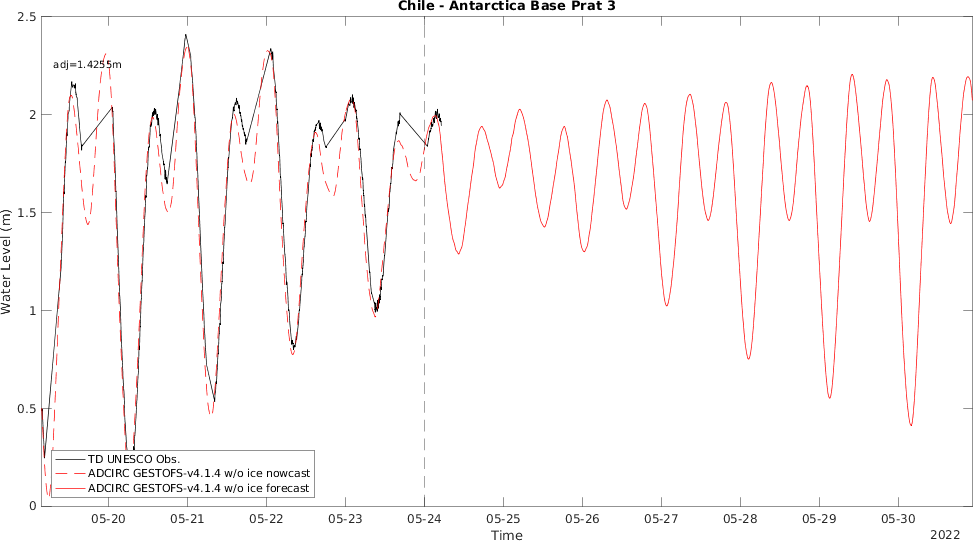 Chile - Antarctica Base Prat 3
2.5
adj=1.4255m
2
1.5
Water Level (m)
1
0.5
TD UNESCO Obs.
ADCIRC GESTOFS-v4.1.4 w/o ice nowcast
ADCIRC GESTOFS-v4.1.4 w/o ice forecast
0
05-20 05-21 05-22 05-23 05-24 05-25 05-26 05-27 05-28 05-29 05-30
Time
2022